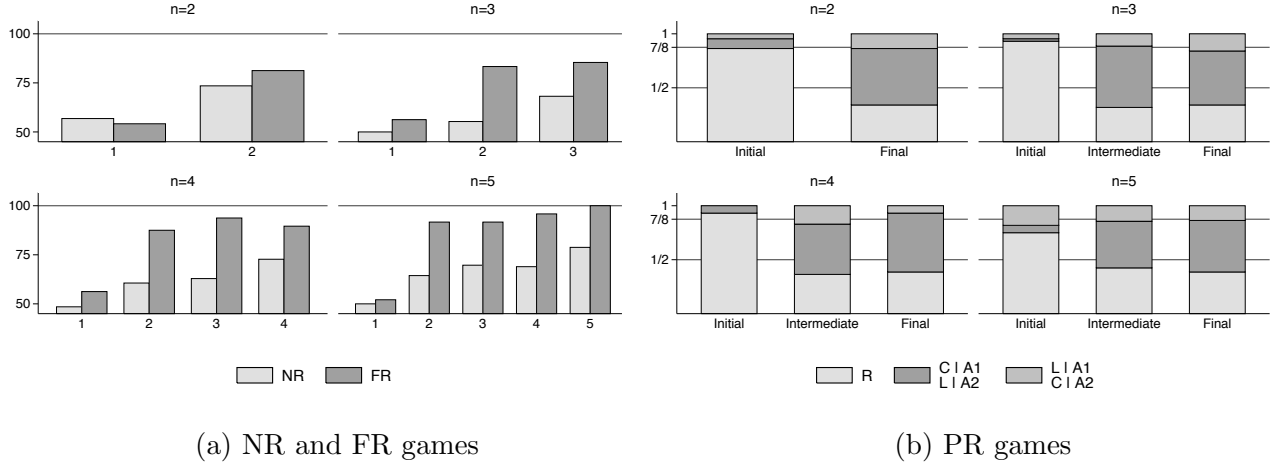 n=2
n=3
100
75
50
1
2
1
2
3
n=4
n=5
100
75
50
1
2
3
4
1
2
3
4
5
NR
FR
(a) NR and FR games
n=2
n=3
1
7/8
1/2
Initial
Final
Initial
Intermediate
Final
n=4
n=5
1
7/8
1/2
Initial
Intermediate
Final
Initial
Intermediate
Final
R
C | A1
L | A2
L | A1
C | A2
(b) PR games